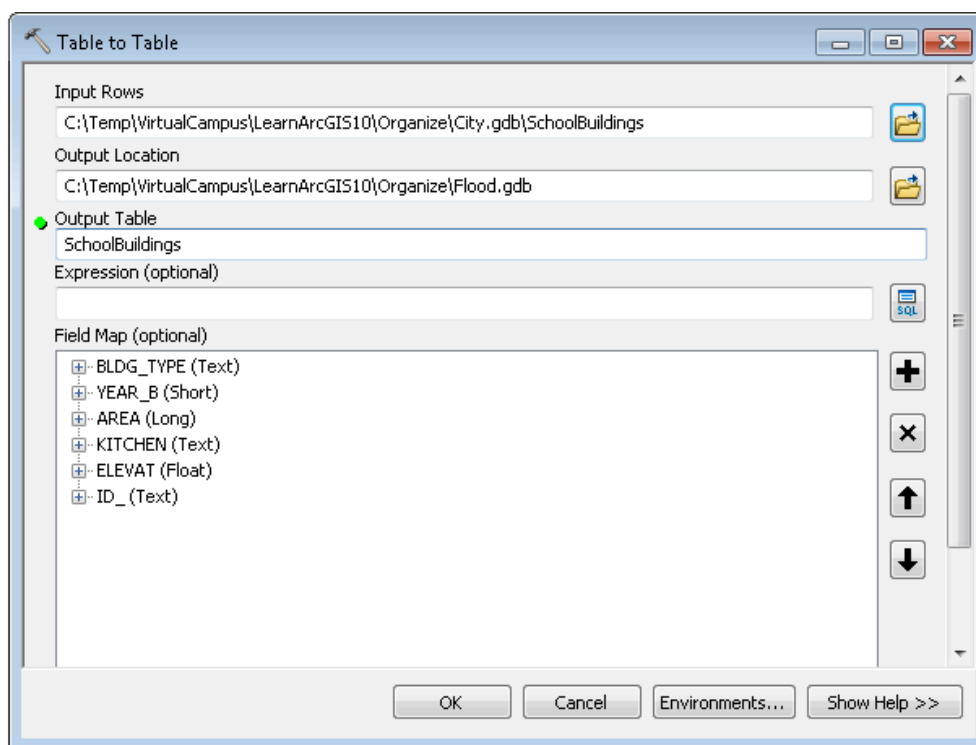 Table to Table
Input Rows
C:\Temp\VirtualCampus\LearnArcGIS10\Organize\City.gdb\SchoolBuildings
Output Location
C:\Temp\VirtualCampus\LearnArcGIS10\Organize\Flood.gdb
Output Table
SchoolBuildings
Expression (optional)
SQL
Field Map (optional)
BLDG_TYPE (Text)
YEAR_B (Short)
AREA (Long)
KITCHEN (Text)
ELEVAT (Float)
ID_ (Text)
OK Cancel Environments... Show Help >>